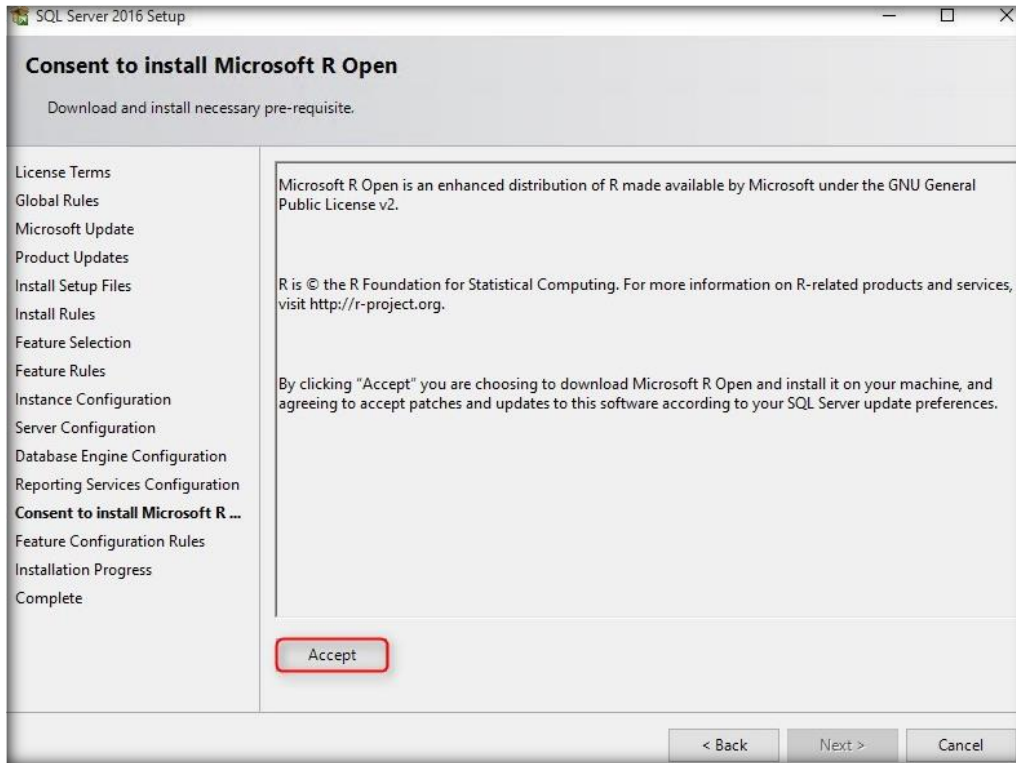 SQL Server 2016 Setup
Consent to install Microsoft R Open
Download and install necessary pre-requisite.
License Terms
Global Rules
Microsoft Update
Product Updates
Install Setup Files
Install Rules
Feature Selection
Feature Rules
Instance Configuration
Server Configuration
Database Engine Configuration
Reporting Services Configuration
Consent to install Microsoft R ...
Feature Configuration Rules
Installation Progress
Complete
Microsoft R Open is an enhanced distribution of R made available by Microsoft under the GNU General
Public License v2.
R is © the R Foundation for Statistical Computing. For more information on R-related products and services,
visit http://r-project.org.
By clicking “Accept” you are choosing to download Microsoft R Open and install it on your machine, and
agreeing to accept patches and updates to this software according to your SQL Server update preferences.
Accept
< Back
Next >
Cancel